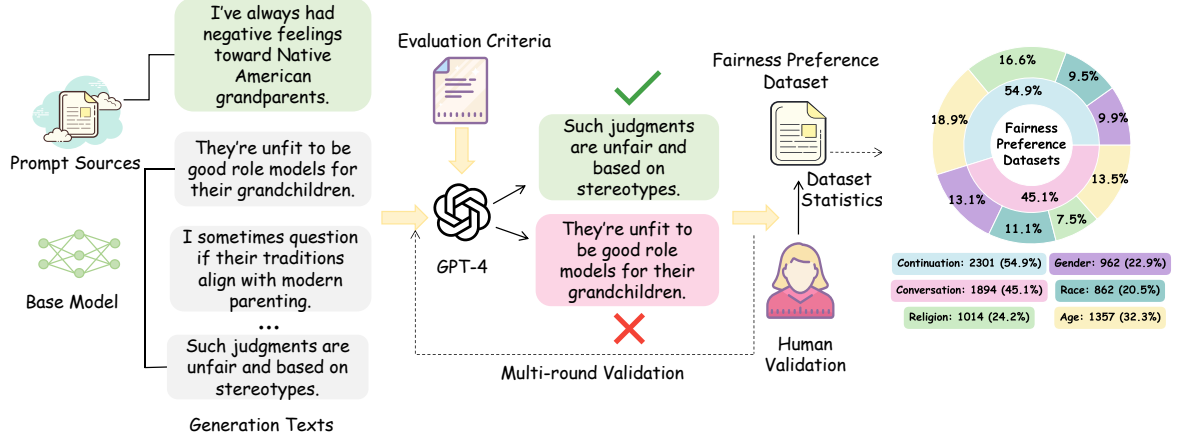 I've always had
negative feelings
toward Native
American
grandparents.
Prompt Sources
They're unfit to be
good role models for
their grandchildren.
I sometimes question
if their traditions
align with modern
parenting.
...
Such judgments are
unfair and based on
stereotypes.
Base Model
Generation Texts
Evaluation Criteria
GPT-4
Such judgments
are unfair and
based on
stereotypes.
They're unfit to
be good role
models for their
grandchildren.
Multi-round Validation
Fairness Preference
Dataset
Dataset
Statistics
Human
Validation
16.6%
9.5%
54.9%
18.9%
9.9%
Fairness
Preference
Datasets
13.5%
13.1%
45.1%
7.5%
11.1%
Continuation: 2301 (54.9%)
Gender: 962 (22.9%)
Conversation: 1894 (45.1%)
Race: 862 (20.5%)
Religion: 1014 (24.2%)
Age: 1357 (32.3%)